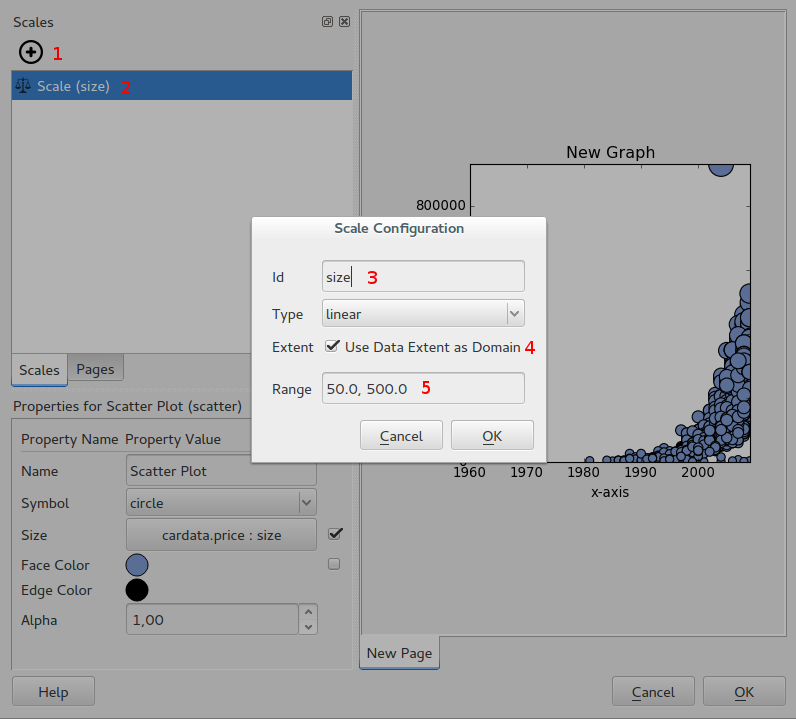 Scales
1
Scale (size) 2
New Graph
800000
Scale Configuration
Id size 3
Type linear
Extent Use Data Extent as Domain 4
Range 50.0, 500.0 5
Cancel OK
Scales Pages
Properties for Scatter Plot (scatter)
Property Name Property Value
Name Scatter Plot
Symbol circle
Size cardata.price : size
Face Color
Edge Color
Alpha 1,00
1960 1970 1980 1990 2000
x-axis
New Page
Help Cancel OK